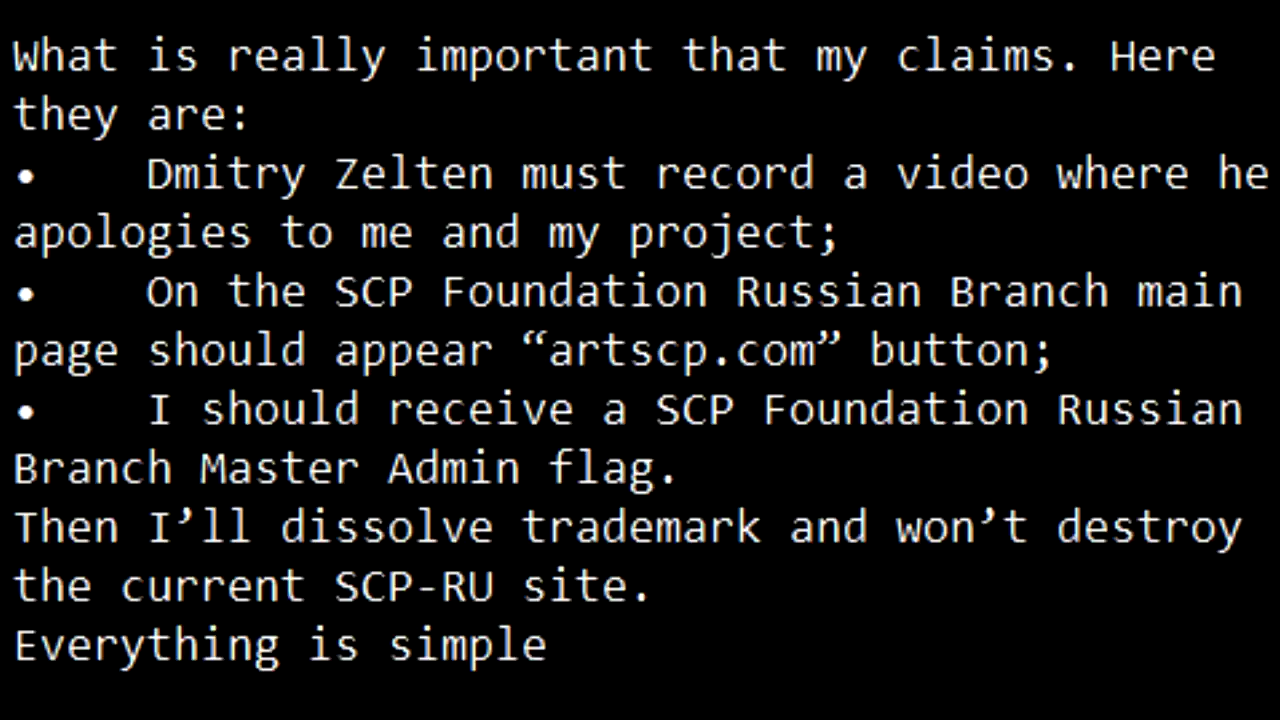 What is really important that my claims. Here
they are:
•    Dmitry Zelten must record a video where he
apologies to me and my project;
•    On the SCP Foundation Russian Branch main
page should appear “artscp.com” button;
•    I should receive a SCP Foundation Russian
Branch Master Admin flag.
Then I’ll dissolve trademark and won’t destroy
the current SCP-RU site.
Everything is simple